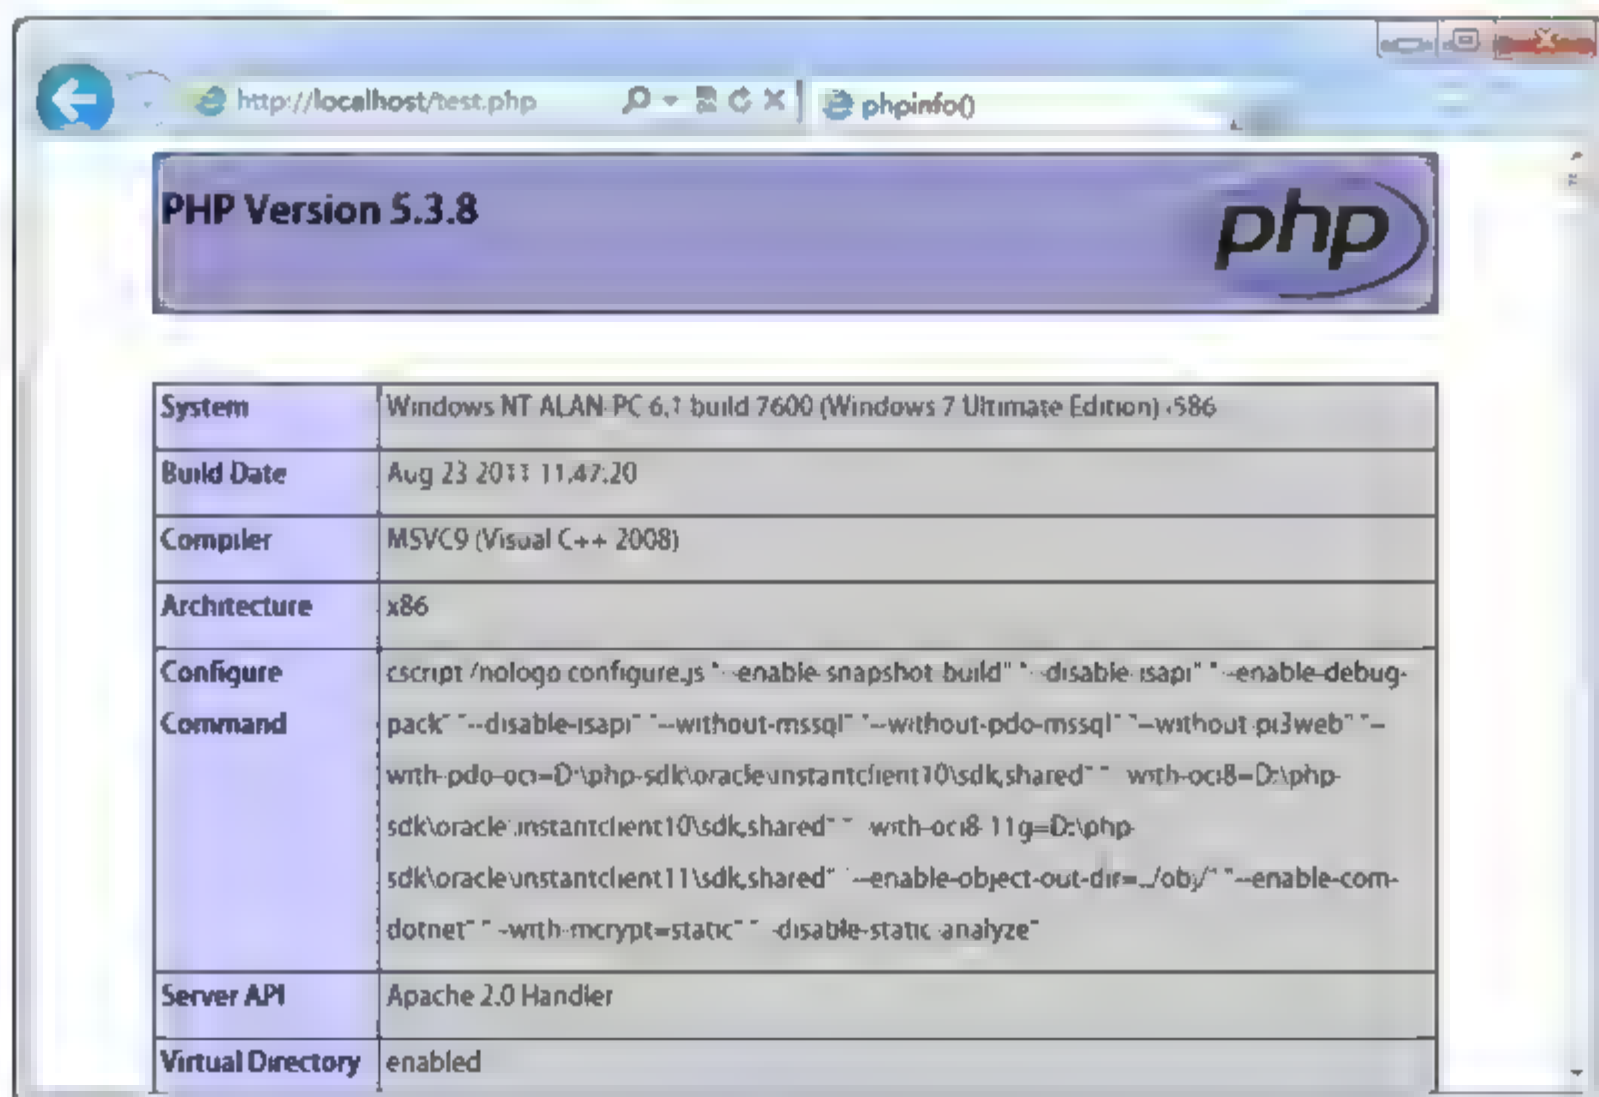 http://localhost/test.php
phpinfo()
PHP Version 5.3.8
php
System Windows NT ALAN-PC 6.1 build 7600 (Windows 7 Ultimate Edition) i586
Build Date Aug 23 2011 11:47:20
Compiler MSVC9 (Visual C++ 2008)
Architecture x86
Configure cscript /nologo configure.js "--enable-snapshot-build" "--disable-isapi" "--enable-debug-
Command pack" "--disable-isapi" "--without-mssql" "--without-pdo-mssql" "--without-pi3web" "--
with-pdo-oci=D:\php-sdk\oracle\instantclient10\sdk,shared" "--with-oci8=D:\php-
sdk\oracle\instantclient10\sdk,shared" "--with-oci8-11g=D:\php-
sdk\oracle\instantclient11\sdk,shared" "--enable-object-out-dir=../obj/" "--enable-com-
dotnet" "--with-mcrypt=static" "--disable-static-analyze"
Server API Apache 2.0 Handler
Virtual Directory enabled